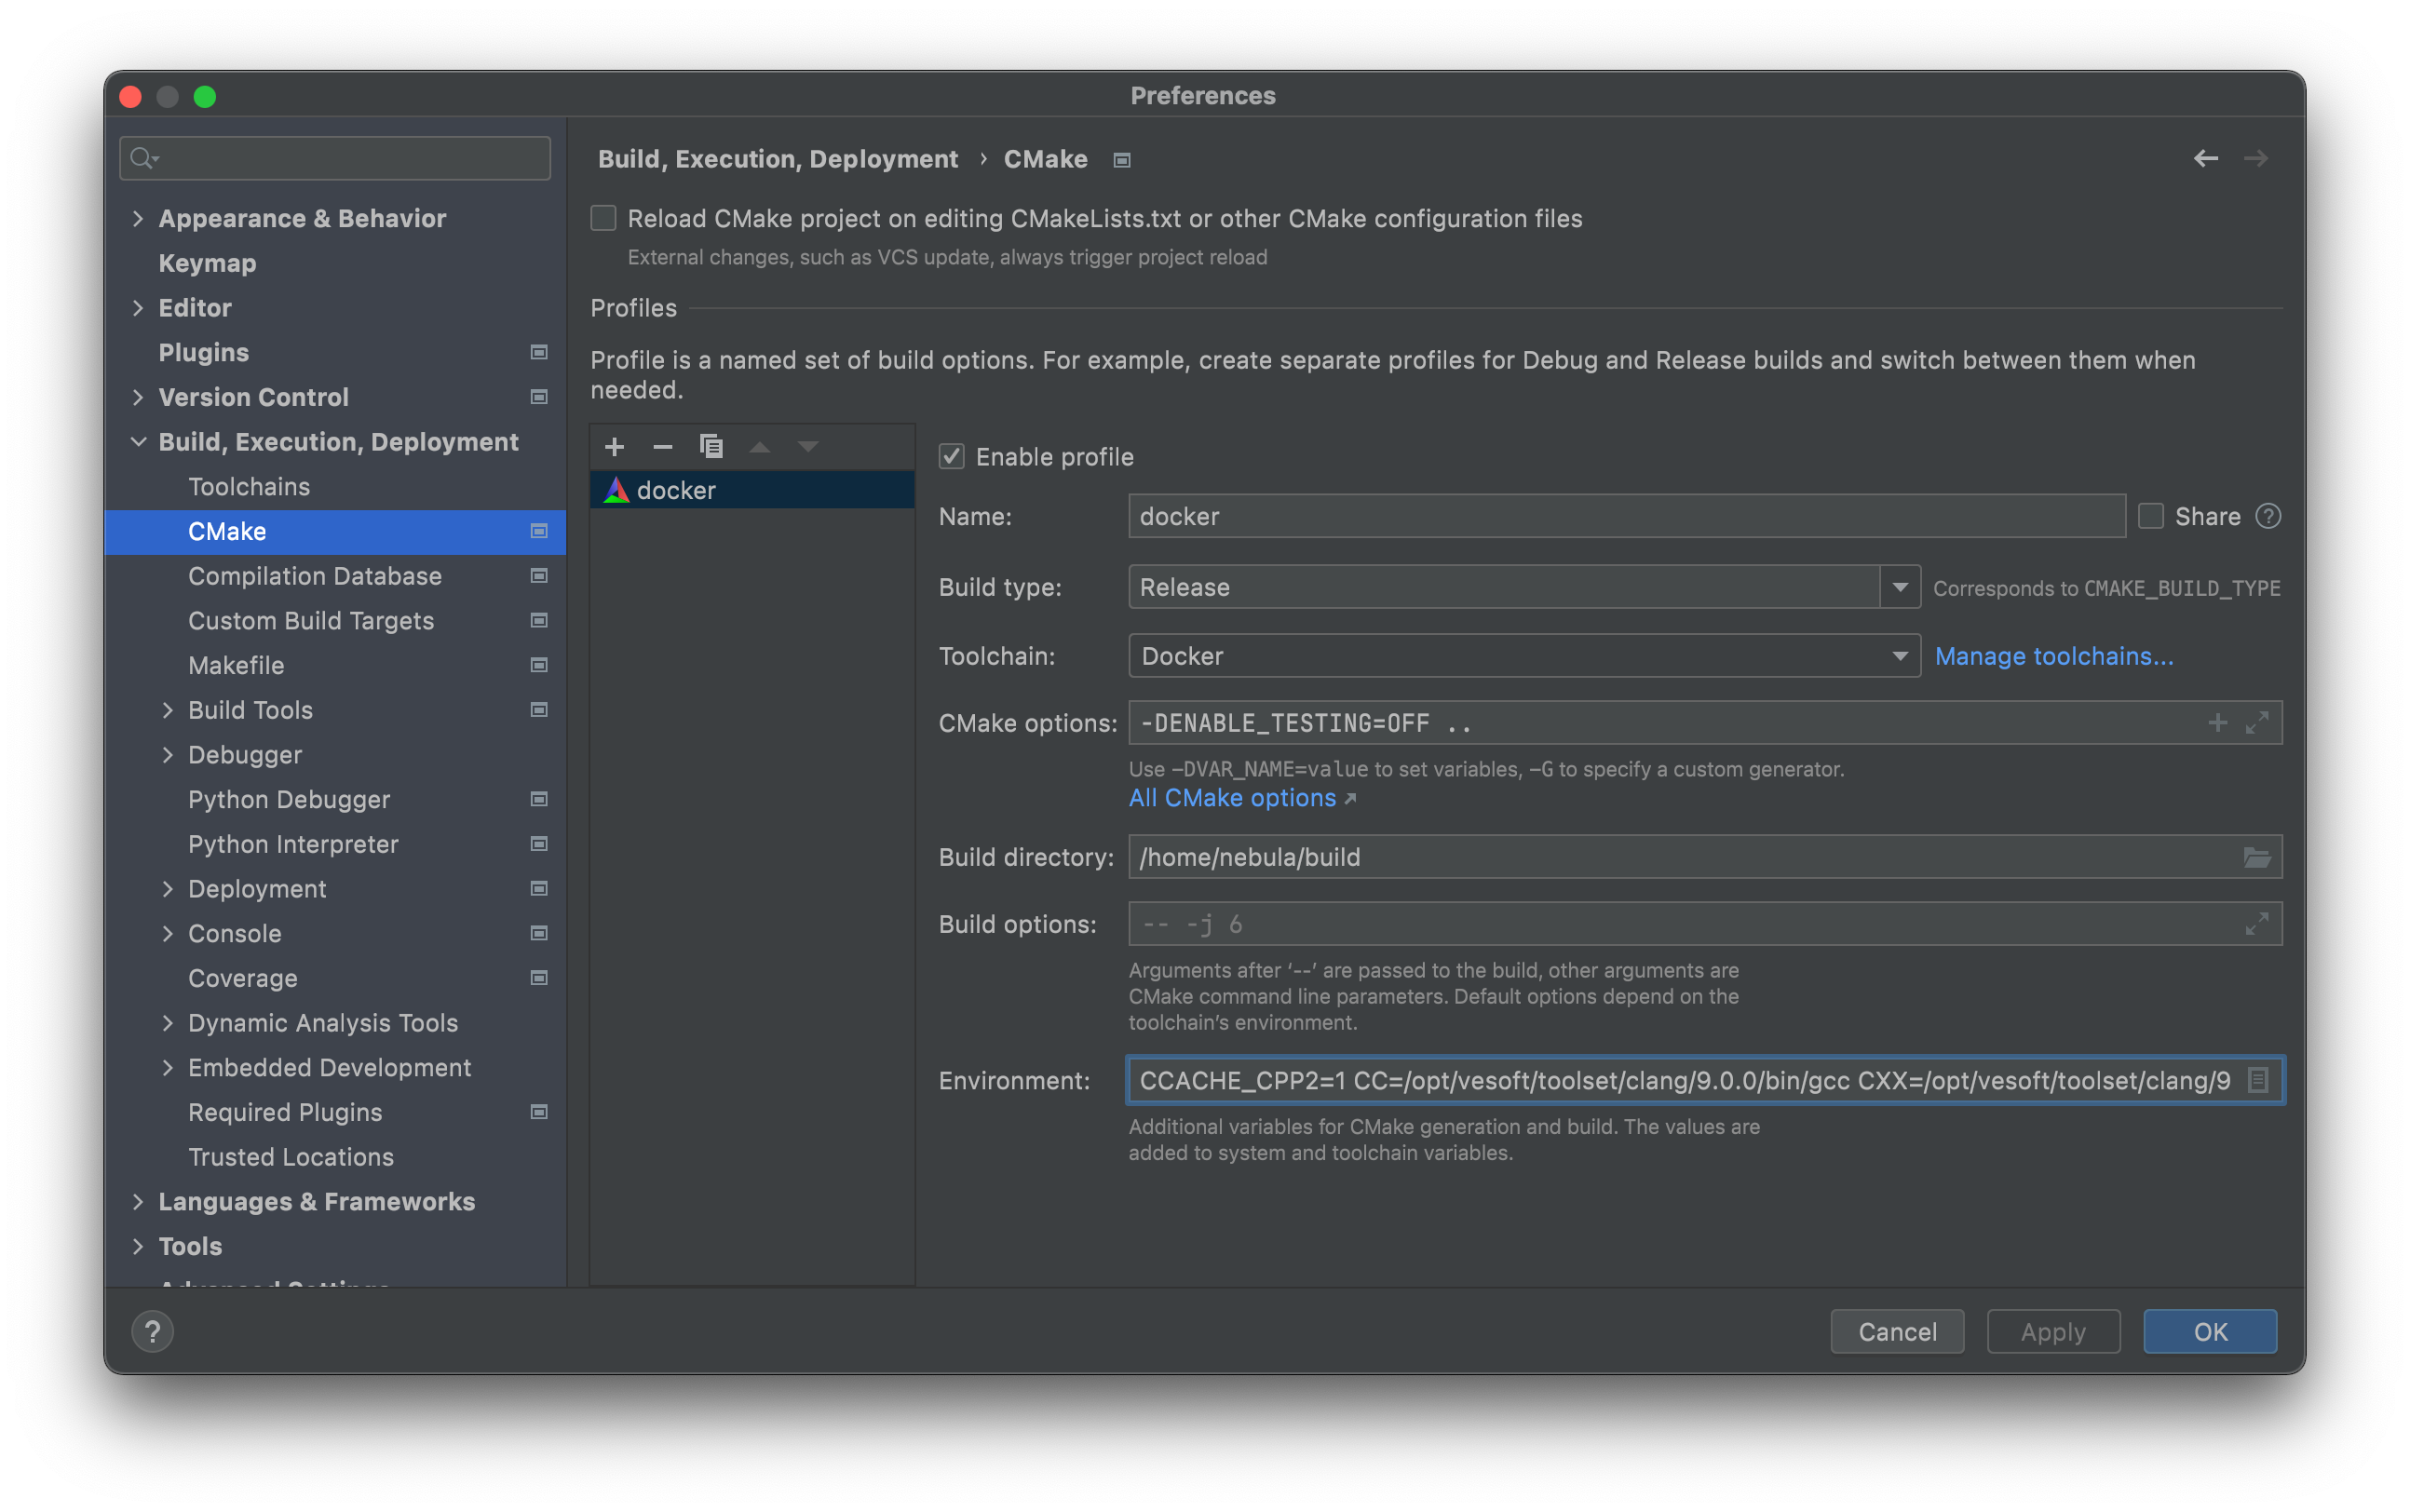 Preferences
Build, Execution, Deployment › CMake
Appearance & Behavior
Keymap
Editor
Plugins
Version Control
Build, Execution, Deployment
Toolchains
CMake
Compilation Database
Custom Build Targets
Makefile
Build Tools
Debugger
Python Debugger
Python Interpreter
Deployment
Console
Coverage
Dynamic Analysis Tools
Embedded Development
Required Plugins
Trusted Locations
Languages & Frameworks
Tools
Advanced Settings
Reload CMake project on editing CMakeLists.txt or other CMake configuration files
External changes, such as VCS update, always trigger project reload
Profiles
Profile is a named set of build options. For example, create separate profiles for Debug and Release builds and switch between them when
needed.
docker
Enable profile
Name: docker Share ?
Build type: Release Corresponds to CMAKE_BUILD_TYPE
Toolchain: Docker Manage toolchains...
CMake options: -DENABLE_TESTING=OFF ..
Use –DVAR_NAME=value to set variables, –G to specify a custom generator.
All CMake options ↗
Build directory: /home/nebula/build
Build options: -- -j 6
Arguments after ‘--’ are passed to the build, other arguments are
CMake command line parameters. Default options depend on the
toolchain’s environment.
Environment: CCACHE_CPP2=1 CC=/opt/vesoft/toolset/clang/9.0.0/bin/gcc CXX=/opt/vesoft/toolset/clang/9
Additional variables for CMake generation and build. The values are
added to system and toolchain variables.
? Cancel Apply OK